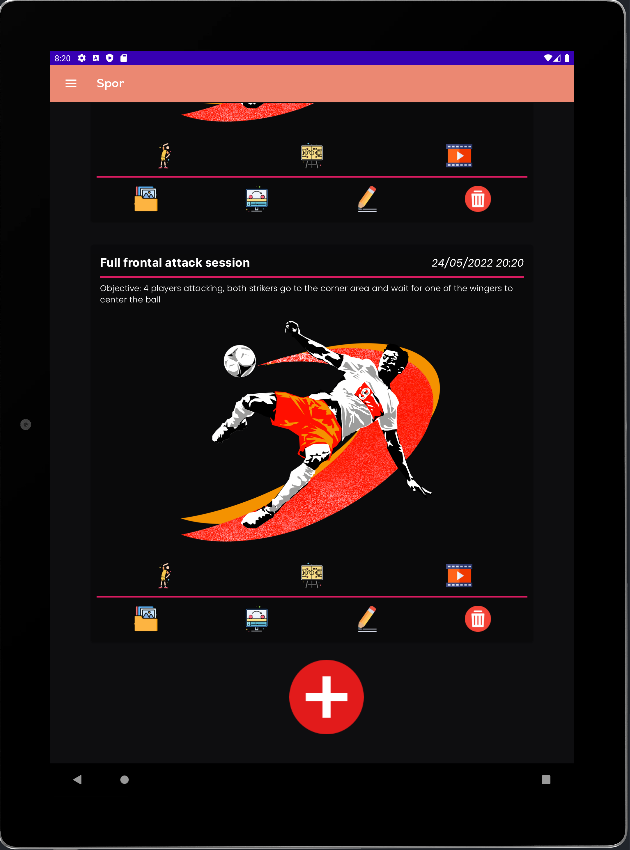 8:20
Spor
Full frontal attack session
24/05/2022 20:20
Objective: 4 players attacking, both strikers go to the corner area and wait for one of the wingers to
center the ball